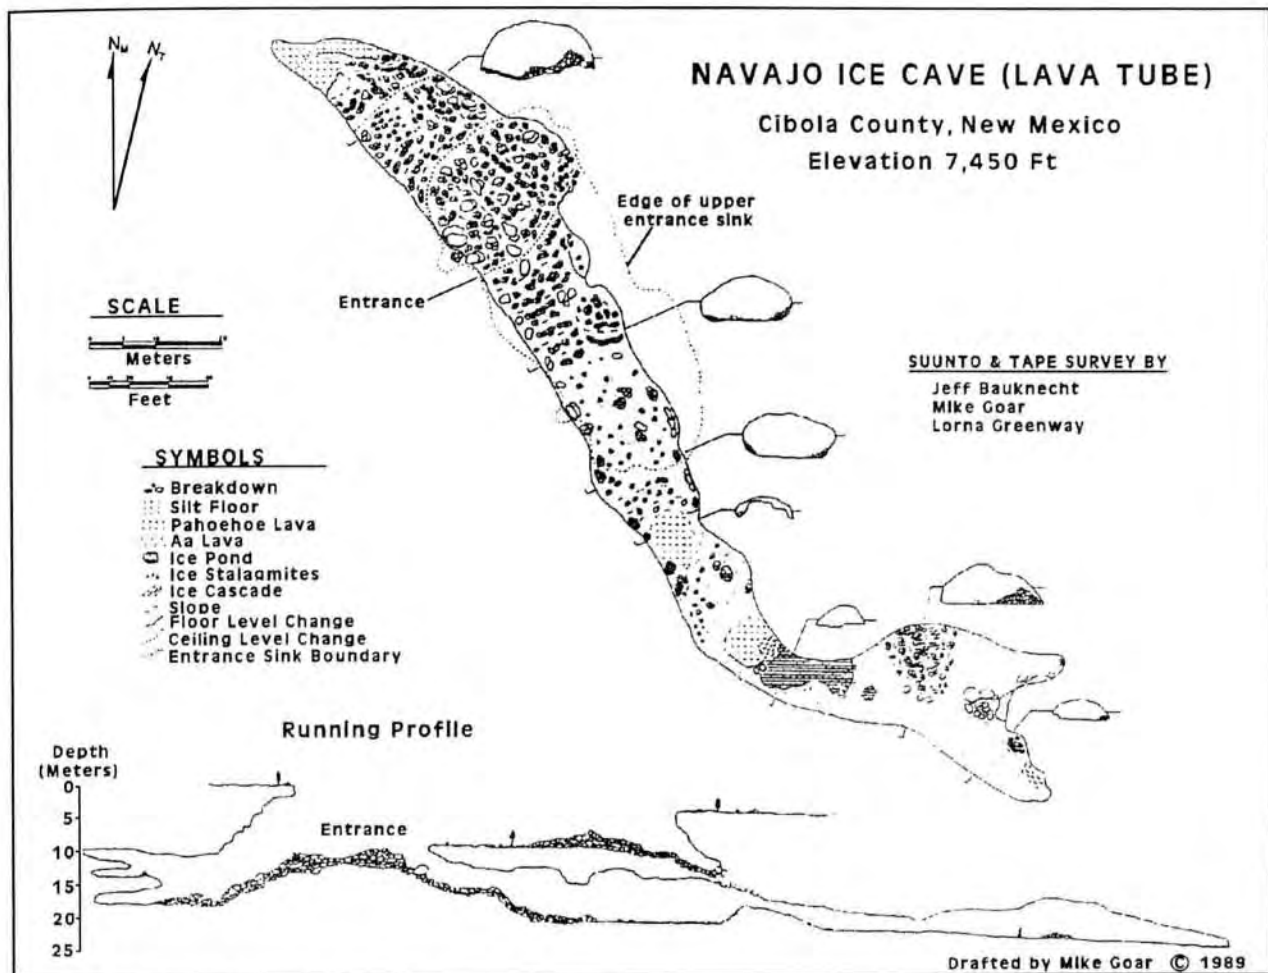 N_M N_T
NAVAJO ICE CAVE (LAVA TUBE)
Cibola County, New Mexico
Elevation 7,450 Ft
Edge of upper
entrance sink
Entrance
SCALE
Meters
Feet
SUUNTO & TAPE SURVEY BY
Jeff Bauknecht
Mike Goar
Lorna Greenway
SYMBOLS
Breakdown
Silt Floor
Pahoehoe Lava
Aa Lava
Ice Pond
Ice Stalagmites
Ice Cascade
Slope
Floor Level Change
Ceiling Level Change
Entrance Sink Boundary
Running Profile
Depth
(Meters)
0
5
10
15
20
25
Entrance
Drafted by Mike Goar © 1989